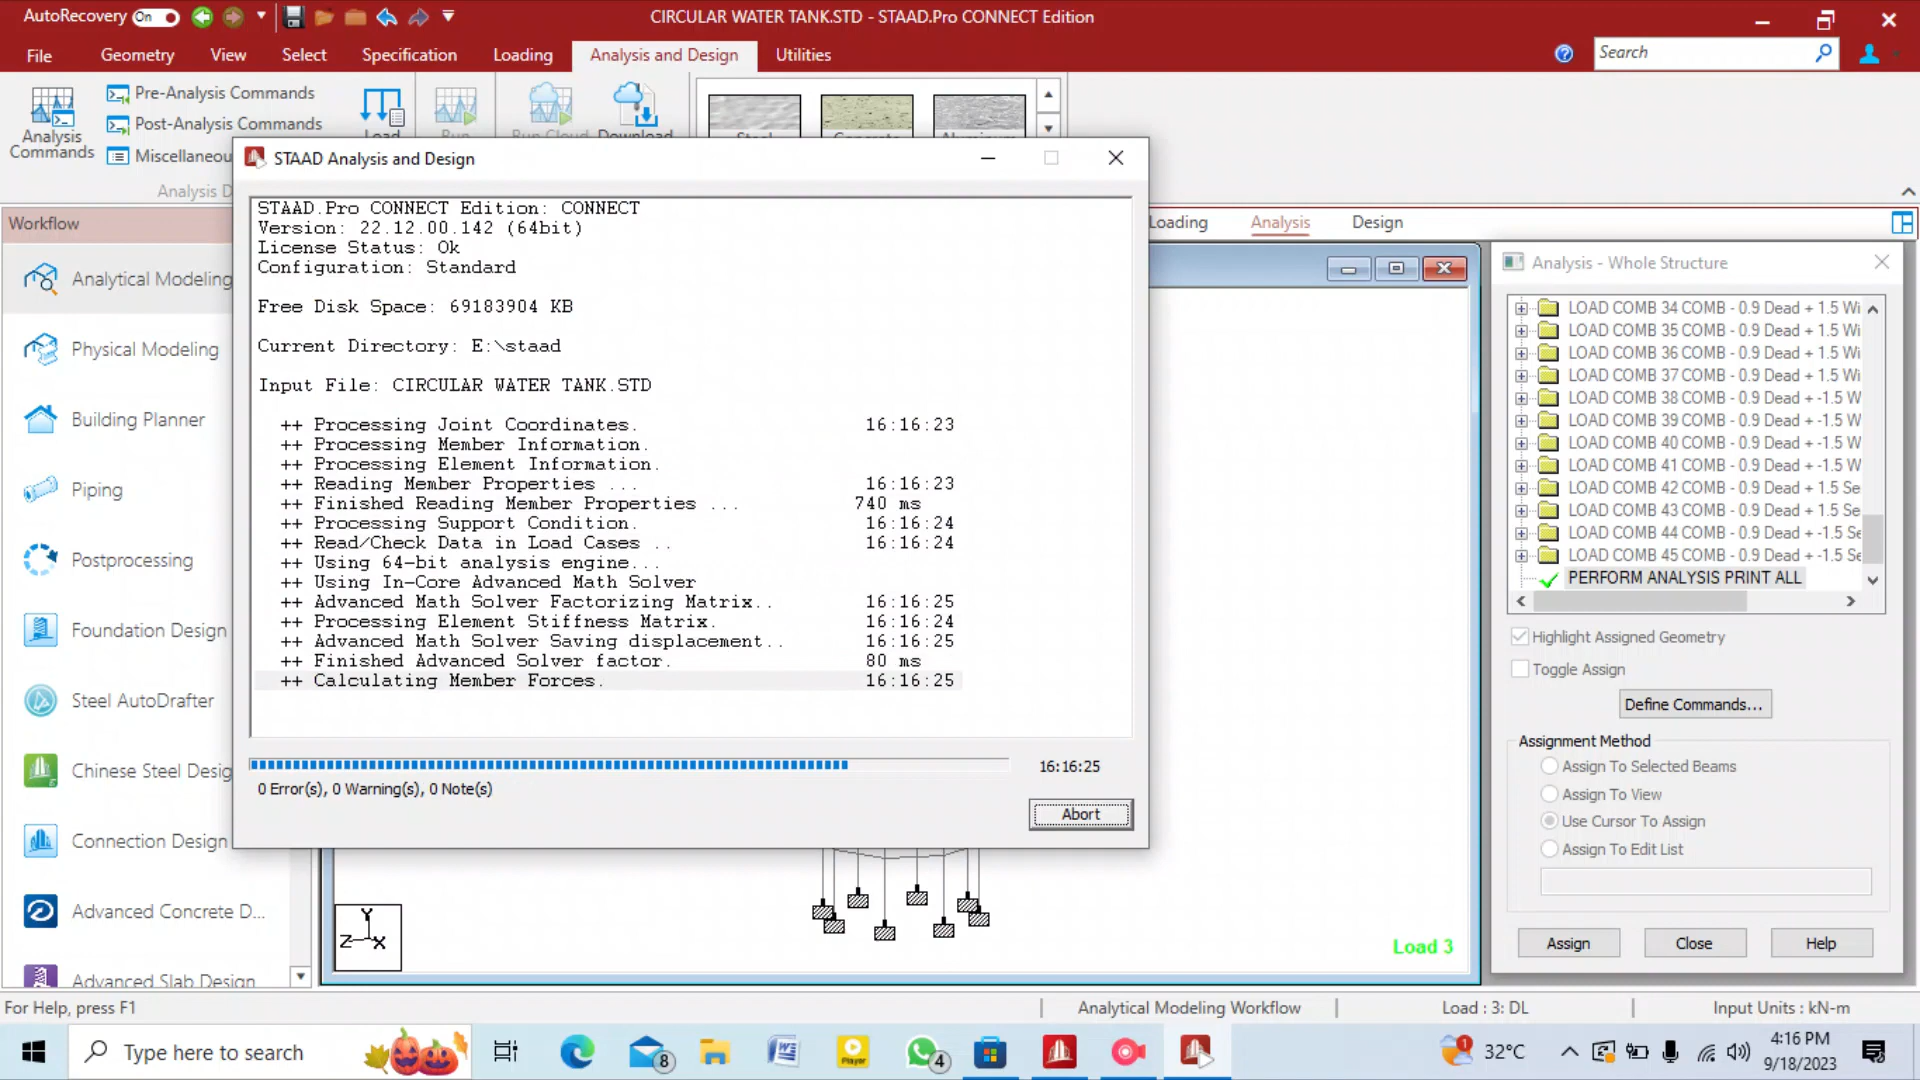 AutoRecovery On
CIRCULAR WATER TANK.STD - STAAD.Pro CONNECT Edition
File Geometry View Select Specification Loading Analysis and Design Utilities
Search
Analysis Commands
Pre-Analysis Commands
Post-Analysis Commands
Miscellaneou
Analysis D
Load
Run
Run Cloud
Download
Steel
Concrete
Aluminum
STAAD Analysis and Design
STAAD.Pro CONNECT Edition: CONNECT
Version: 22.12.00.142 (64bit)
License Status: Ok
Configuration: Standard
Free Disk Space: 69183904 KB
Current Directory: E:\staad
Input File: CIRCULAR WATER TANK.STD
++ Processing Joint Coordinates. 16:16:23
++ Processing Member Information.
++ Processing Element Information.
++ Reading Member Properties ... 16:16:23
++ Finished Reading Member Properties ... 740 ms
++ Processing Support Condition. 16:16:24
++ Read/Check Data in Load Cases .. 16:16:24
++ Using 64-bit analysis engine...
++ Using In-Core Advanced Math Solver
++ Advanced Math Solver Factorizing Matrix.. 16:16:25
++ Processing Element Stiffness Matrix. 16:16:24
++ Advanced Math Solver Saving displacement.. 16:16:25
++ Finished Advanced Solver factor. 80 ms
++ Calculating Member Forces. 16:16:25
16:16:25
0 Error(s), 0 Warning(s), 0 Note(s)
Abort
Workflow
Analytical Modeling
Physical Modeling
Building Planner
Piping
Postprocessing
Foundation Design
Steel AutoDrafter
Chinese Steel Desig
Connection Design
Advanced Concrete D...
Advanced Slab Design
Loading Analysis Design
Y
Z X
Load 3
Analysis - Whole Structure
LOAD COMB 34 COMB - 0.9 Dead + 1.5 Wi
LOAD COMB 35 COMB - 0.9 Dead + 1.5 Wi
LOAD COMB 36 COMB - 0.9 Dead + 1.5 Wi
LOAD COMB 37 COMB - 0.9 Dead + 1.5 Wi
LOAD COMB 38 COMB - 0.9 Dead + -1.5 W
LOAD COMB 39 COMB - 0.9 Dead + -1.5 W
LOAD COMB 40 COMB - 0.9 Dead + -1.5 W
LOAD COMB 41 COMB - 0.9 Dead + -1.5 W
LOAD COMB 42 COMB - 0.9 Dead + 1.5 Se
LOAD COMB 43 COMB - 0.9 Dead + 1.5 Se
LOAD COMB 44 COMB - 0.9 Dead + -1.5 Se
LOAD COMB 45 COMB - 0.9 Dead + -1.5 Se
PERFORM ANALYSIS PRINT ALL
Highlight Assigned Geometry
Toggle Assign
Define Commands...
Assignment Method
Assign To Selected Beams
Assign To View
Use Cursor To Assign
Assign To Edit List
Assign Close Help
For Help, press F1
Analytical Modeling Workflow
Load : 3: DL
Input Units : kN-m
Type here to search
8
Player
4
1
32°C
4:16 PM
9/18/2023